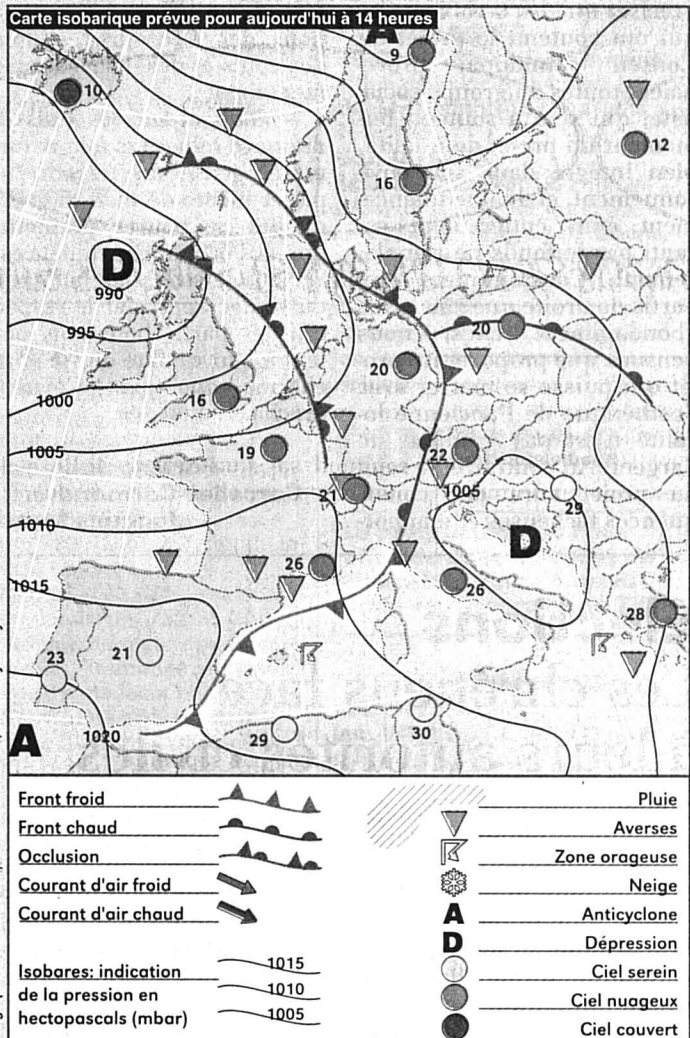 Carte isobarique prévue pour aujourd'hui à 14 heures
A
9
10
12
16
D
990
995
20
20
16
1000
1005
19
22
21
1005
29
1010
D
26
26
1015
28
23
21
A
1020
29
30
Front froid
Front chaud
Occlusion
Courant d'air froid
Courant d'air chaud
Isobares: indication 1015
de la pression en 1010
hectopascals (mbar) 1005
Pluie
Averses
Zone orageuse
Neige
A Anticyclone
D Dépression
Ciel serein
Ciel nuageux
Ciel couvert